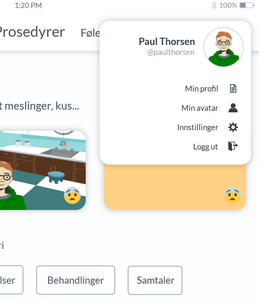 1:20 PM
100%
Prosedyrer
Føle
Paul Thorsen
@paulthorsen
Min profil
Min avatar
t meslinger, kus...
Innstillinger
Logg ut
ri
lser
Behandlinger
Samtaler